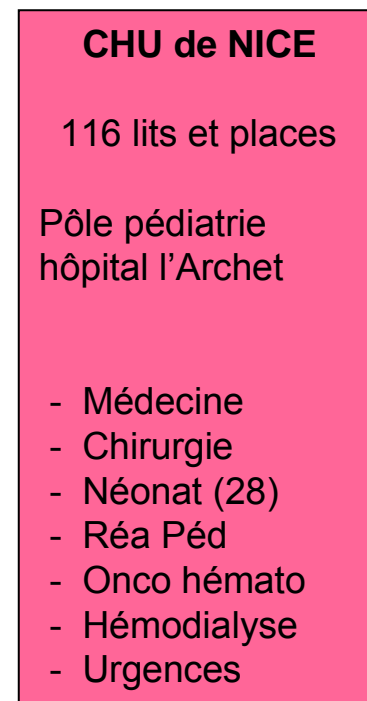 CHU de NICE
116 lits et places
Pôle pédiatrie
hôpital l’Archet
- Médecine
- Chirurgie
- Néonat (28)
- Réa Péd
- Onco hémato
- Hémodialyse
- Urgences